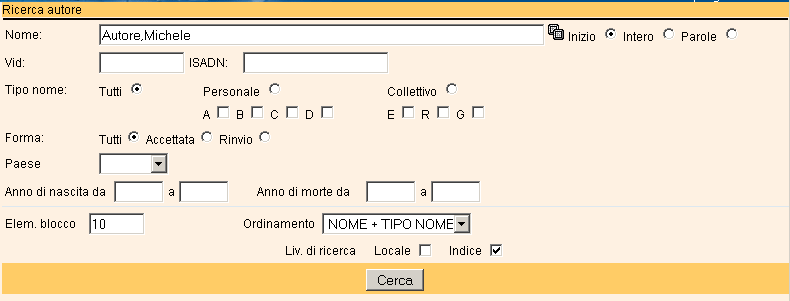 Ricerca autore
Nome: Autore,Michele Inizio Intero Parole
Vid: ISADN:
Tipo nome: Tutti Personale Collettivo
A B C D E R G
Forma: Tutti Accettata Rinvio
Paese
Anno di nascita da a Anno di morte da a
Elem. blocco 10 Ordinamento NOME + TIPO NOME
Liv. di ricerca Locale Indice
Cerca